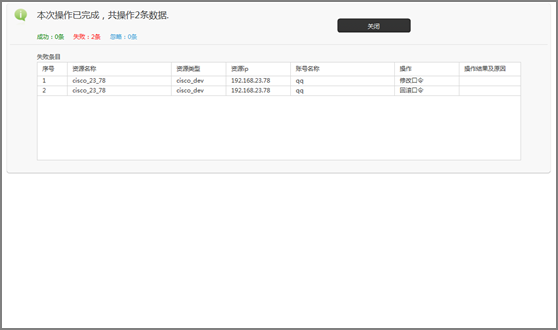 本次操作已完成，共操作2条数据.
关闭
成功：0条 失败：2条 忽略：0条
失败条目
序号 资源名称 资源类型 资源ip 账号名称 操作 操作结果及原因
1 cisco_23_78 cisco_dev 192.168.23.78 qq 修改口令
2 cisco_23_78 cisco_dev 192.168.23.78 qq 回滚口令